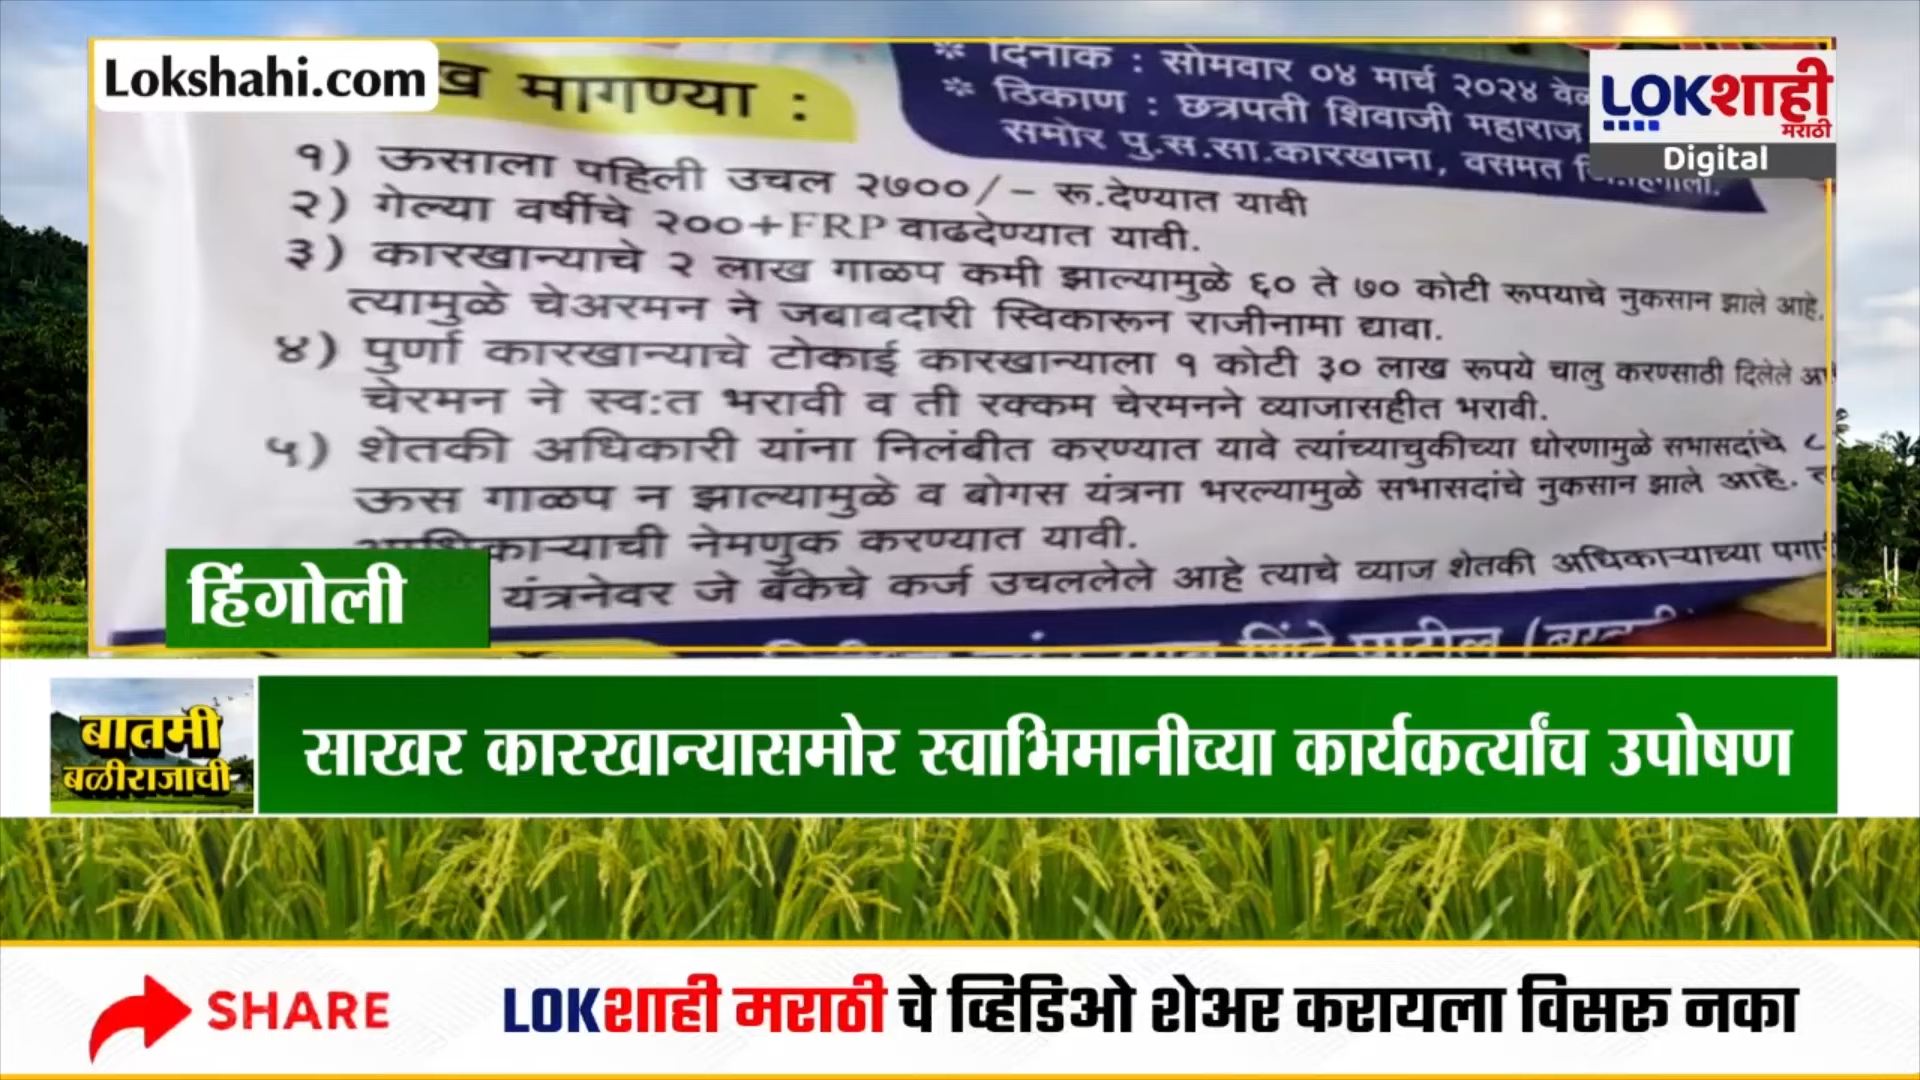 Lokshahi.com
मागण्या :
* दिनांक : सोमवार ०४ मार्च २०२४
* ठिकाण : छत्रपती शिवाजी महाराज
समोर पु.स.सा.कारखाना, वसमत
LOKशाही
मराठी
Digital
१) ऊसाला पहिली उचल २७००/- रू.देण्यात यावी
२) गेल्या वर्षीचे २००+FRP वाढदेण्यात यावी.
३) कारखान्याचे २ लाख गाळप कमी झाल्यामुळे ६० ते ७० कोटी रूपयाचे नुकसान झाले आहे.
त्यामुळे चेअरमन ने जबाबदारी स्विकारून राजीनामा द्यावा.
४) पुर्णा कारखान्याचे टोकाई कारखान्याला १ कोटी ३० लाख रूपये चालु करण्साठी दिलेले
चेरमन ने स्व:त भरावी व ती रक्कम चेरमनने व्याजासहीत भरावी.
५) शेतकी अधिकारी यांना निलंबीत करण्यात यावे त्यांच्याचुकीच्या धोरणामुळे सभासदांचे
ऊस गाळप न झाल्यामुळे व बोगस यंत्रना भरल्यामुळे सभासदांचे नुकसान झाले आहे.
नेमणुक करण्यात यावी.
यंत्रनेवर जे बँकेचे कर्ज उचललेले आहे त्याचे व्याज शेतकी अधिकाऱ्याच्या
हिंगोली
बातमी
बळीराजाची
साखर कारखान्यासमोर स्वाभिमानीच्या कार्यकर्त्यांच उपोषण
SHARE
LOKशाही मराठी चे व्हिडिओ शेअर करायला विसरू नका